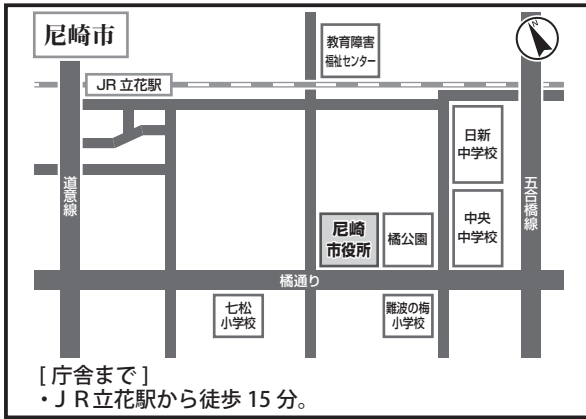 尼崎市
教育障害
福祉センター
N
JR 立花駅
日新
中学校
道意線
五合橋線
尼崎
市役所
橘公園
中央
中学校
橘通り
七松
小学校
難波の梅
小学校
[ 庁舎まで ]
・ＪＲ立花駅から徒歩 15 分。